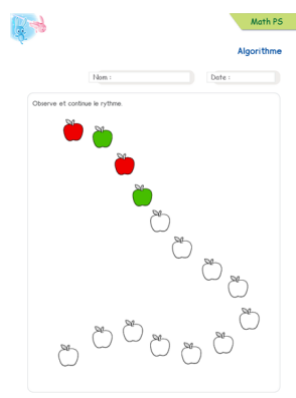 Math PS
Algorithme
Nom :
Date :
Observe et continue le rythme.